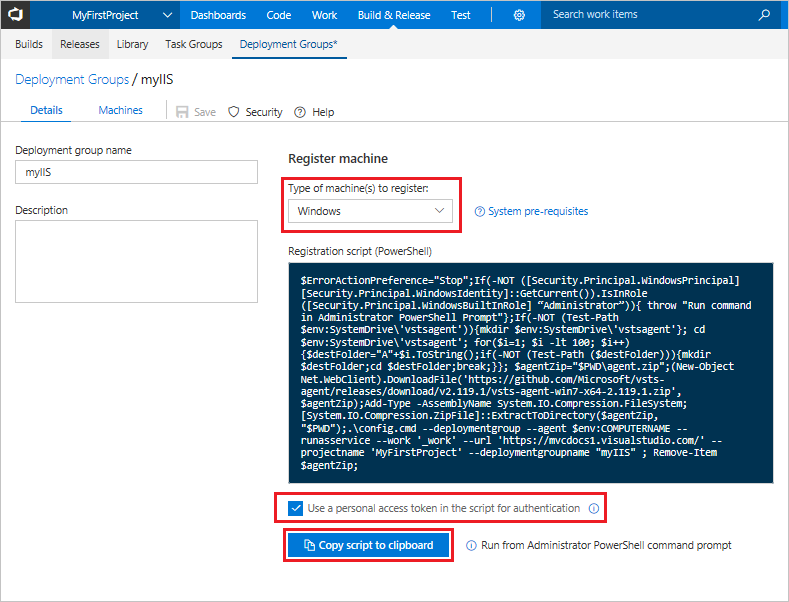 MyFirstProject
Dashboards Code Work Build & Release Test
Search work items
Builds Releases Library Task Groups Deployment Groups*
Deployment Groups / myIIS
Details Machines Save Security Help
Deployment group name
myIIS
Description
Register machine
Type of machine(s) to register:
Windows
System pre-requisites
Registration script (PowerShell)
$ErrorActionPreference="Stop";If(-NOT ([Security.Principal.WindowsPrincipal]
[Security.Principal.WindowsIdentity]::GetCurrent()).IsInRole
([Security.Principal.WindowsBuiltInRole] “Administrator”)){ throw "Run command
in Administrator PowerShell Prompt"};If(-NOT (Test-Path
$env:SystemDrive\'vstsagent')){mkdir $env:SystemDrive\'vstsagent'}; cd
$env:SystemDrive\'vstsagent'; for($i=1; $i -lt 100; $i++)
{$destFolder="A"+$i.ToString();if(-NOT (Test-Path ($destFolder))){mkdir
$destFolder;cd $destFolder;break;}}; $agentZip="$PWD\agent.zip";(New-Object
Net.WebClient).DownloadFile('https://github.com/Microsoft/vsts-
agent/releases/download/v2.119.1/vsts-agent-win7-x64-2.119.1.zip',
$agentZip);Add-Type -AssemblyName System.IO.Compression.FileSystem;
[System.IO.Compression.ZipFile]::ExtractToDirectory($agentZip,
"$PWD");.\config.cmd --deploymentgroup --agent $env:COMPUTERNAME --
runasservice --work '_work' --url 'https://mvcdocs1.visualstudio.com/' --
projectname 'MyFirstProject' --deploymentgroupname "myIIS" ; Remove-Item
$agentZip;
Use a personal access token in the script for authentication
Copy script to clipboard
Run from Administrator PowerShell command prompt